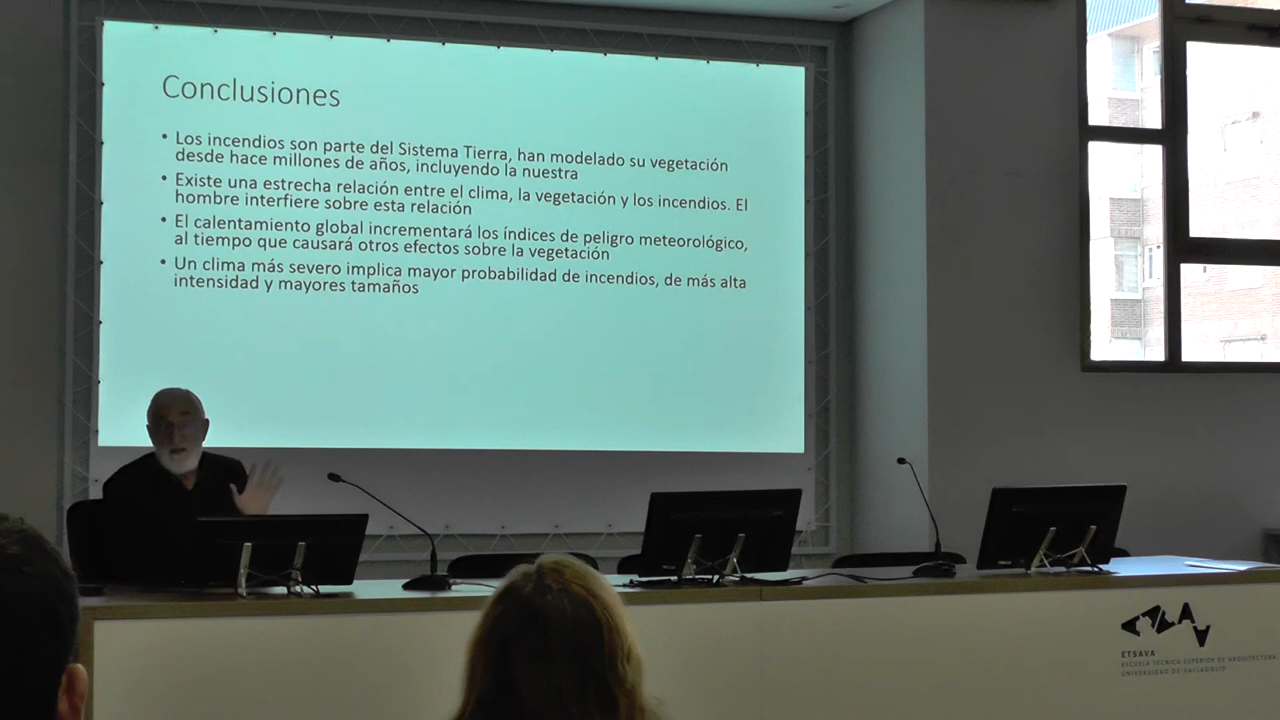 Conclusiones
• Los incendios son parte del Sistema Tierra, han modelado su vegetación
desde hace millones de años, incluyendo la nuestra
• Existe una estrecha relación entre el clima, la vegetación y los incendios. El
hombre interfiere sobre esta relación
• El calentamiento global incrementará los índices de peligro meteorológico,
al tiempo que causará otros efectos sobre la vegetación
• Un clima más severo implica mayor probabilidad de incendios, de más alta
intensidad y mayores tamaños
ETSAVA
ESCUELA TÉCNICA SUPERIOR DE ARQUITECTURA
UNIVERSIDAD DE VALLADOLID